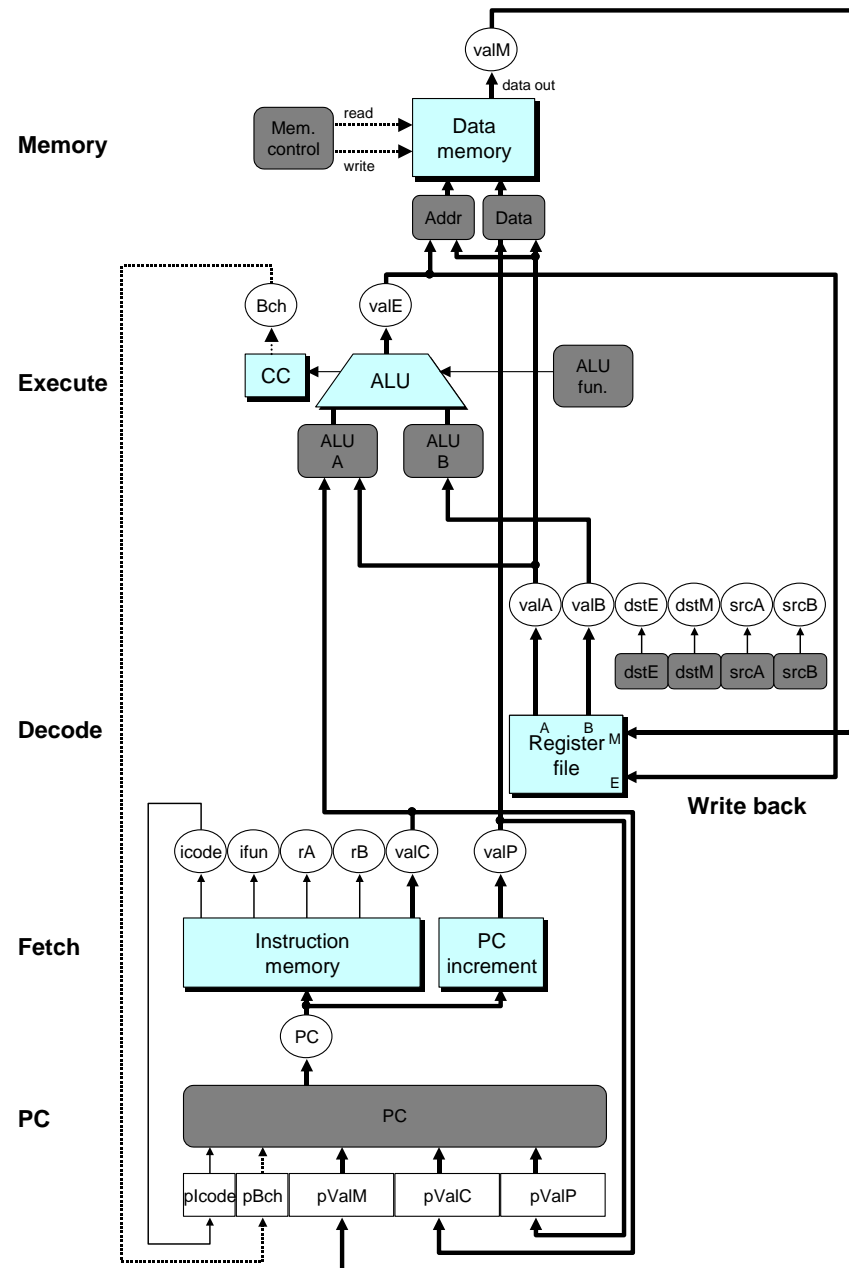 valM
data out
Mem.
control
read
write
Data
memory
Memory
Addr
Data
Bch
valE
Execute
CC
ALU
ALU
fun.
ALU
A
ALU
B
valA
valB
dstE
dstM
srcA
srcB
dstE
dstM
srcA
srcB
Decode
A
B
M
Register
file
E
Write back
icode
ifun
rA
rB
valC
valP
Fetch
Instruction
memory
PC
increment
PC
PC
PC
pIcode
pBch
pValM
pValC
pValP